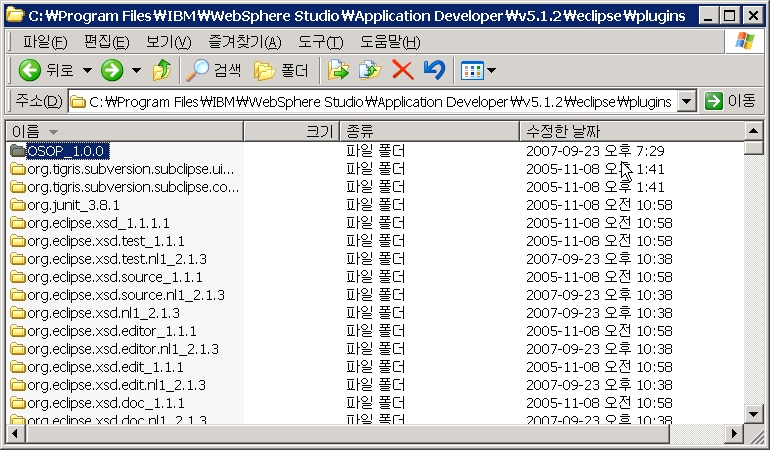 C:₩Program Files₩IBM₩WebSphere Studio₩Application Developer₩v5.1.2₩eclipse₩plugins
파일(F) 편집(E) 보기(V) 즐겨찾기(A) 도구(T) 도움말(H)
뒤로 검색 폴더
주소(D) C:₩Program Files₩IBM₩WebSphere Studio₩Application Developer₩v5.1.2₩eclipse₩plugins 이동
이름 크기 종류 수정한 날짜
OSOP_1.0.0 파일 폴더 2007-09-23 오후 7:29
org.tigris.subversion.subclipse.ui... 파일 폴더 2005-11-08 오후 1:41
org.tigris.subversion.subclipse.co... 파일 폴더 2005-11-08 오후 1:41
org.junit_3.8.1 파일 폴더 2005-11-08 오전 10:58
org.eclipse.xsd_1.1.1.1 파일 폴더 2005-11-08 오전 10:58
org.eclipse.xsd.test_1.1.1 파일 폴더 2005-11-08 오전 10:58
org.eclipse.xsd.test.nl1_2.1.3 파일 폴더 2007-09-23 오후 10:38
org.eclipse.xsd.source_1.1.1 파일 폴더 2005-11-08 오전 10:58
org.eclipse.xsd.source.nl1_2.1.3 파일 폴더 2007-09-23 오후 10:38
org.eclipse.xsd.nl1_2.1.3 파일 폴더 2007-09-23 오후 10:38
org.eclipse.xsd.editor_1.1.1 파일 폴더 2005-11-08 오전 10:58
org.eclipse.xsd.editor.nl1_2.1.3 파일 폴더 2007-09-23 오후 10:38
org.eclipse.xsd.edit_1.1.1 파일 폴더 2005-11-08 오전 10:58
org.eclipse.xsd.edit.nl1_2.1.3 파일 폴더 2007-09-23 오후 10:38
org.eclipse.xsd.doc_1.1.1 파일 폴더 2005-11-08 오전 10:58
org.eclipse.xsd.doc.nl1_2.1.3 파일 폴더 2007-09-23 오후 10:38